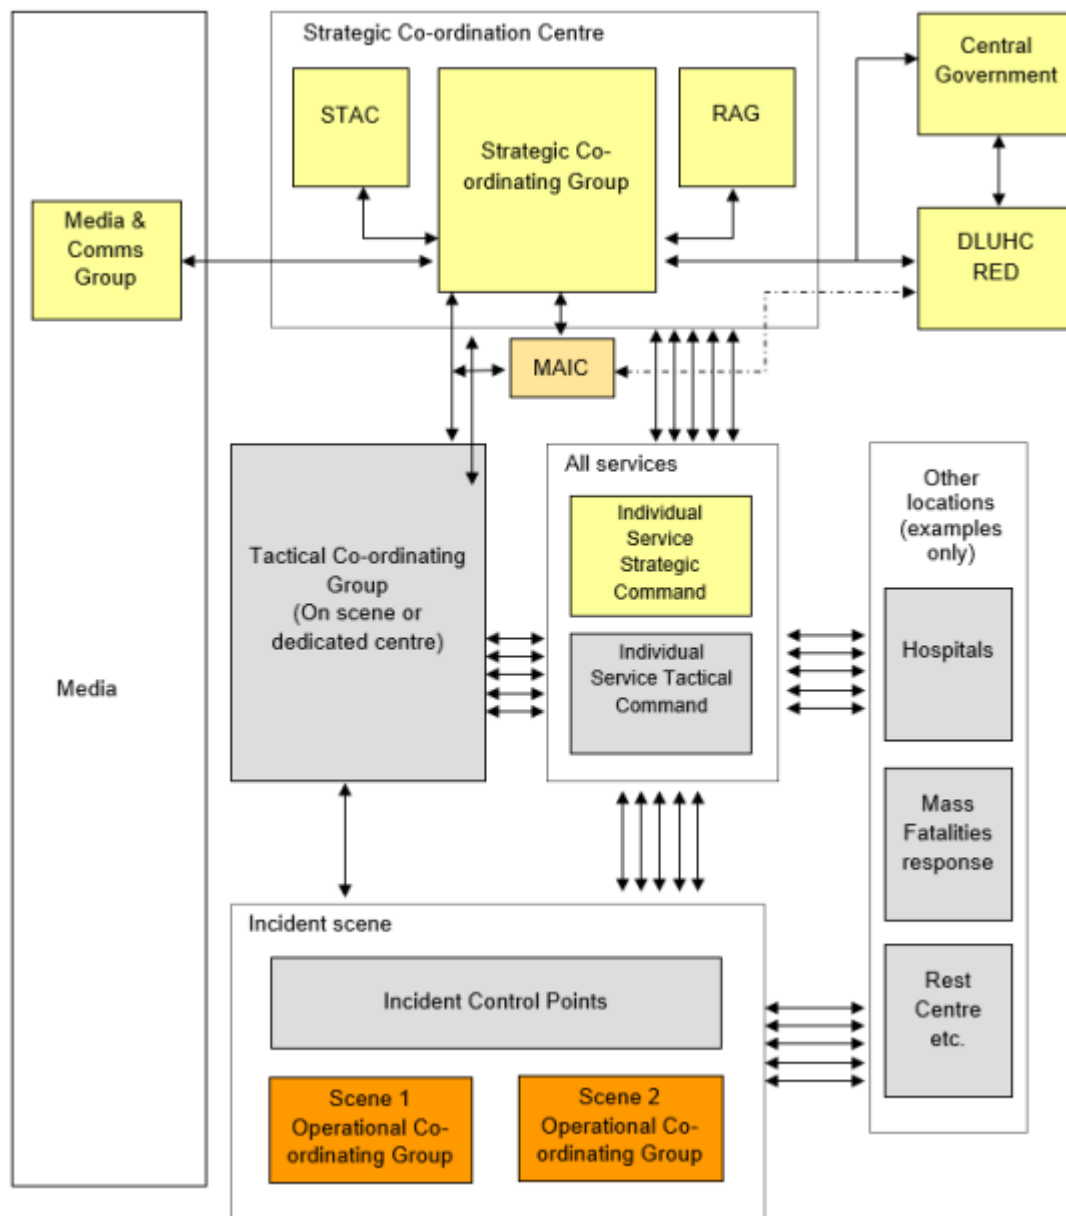 Strategic Co-ordination Centre
STAC
Strategic Co-
ordinating Group
RAG
Central
Government
Media &
Comms
Group
DLUHC
RED
MAIC
Tactical Co-ordinating
Group
(On scene or
dedicated centre)
All services
Individual
Service
Strategic
Command
Individual
Service Tactical
Command
Other
locations
(examples
only)
Hospitals
Mass
Fatalities
response
Rest
Centre
etc.
Media
Incident scene
Incident Control Points
Scene 1
Operational Co-
ordinating Group
Scene 2
Operational Co-
ordinating Group